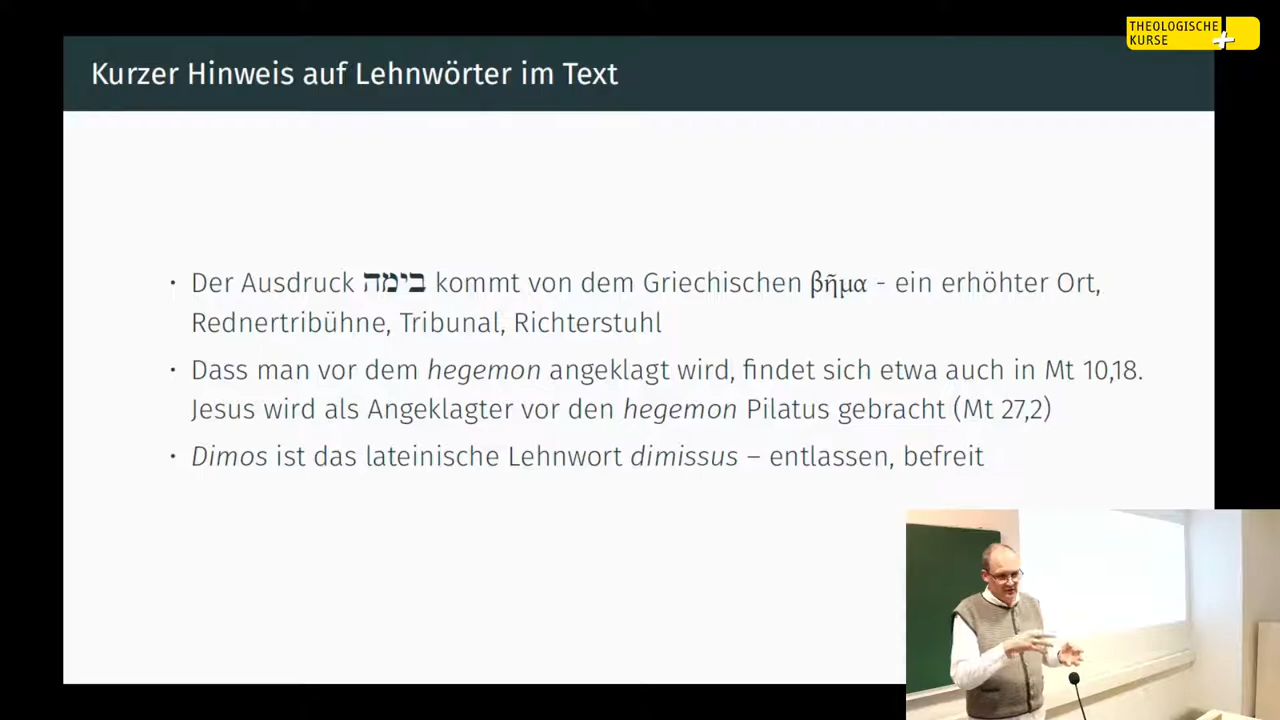 THEOLOGISCHE
KURSE
Kurzer Hinweis auf Lehnwörter im Text
· Der Ausdruck בימה kommt von dem Griechischen βῆμα - ein erhöhter Ort,
Rednertribühne, Tribunal, Richterstuhl
· Dass man vor dem hegemon angeklagt wird, findet sich etwa auch in Mt 10,18.
Jesus wird als Angeklagter vor den hegemon Pilatus gebracht (Mt 27,2)
· Dimos ist das lateinische Lehnwort dimissus – entlassen, befreit